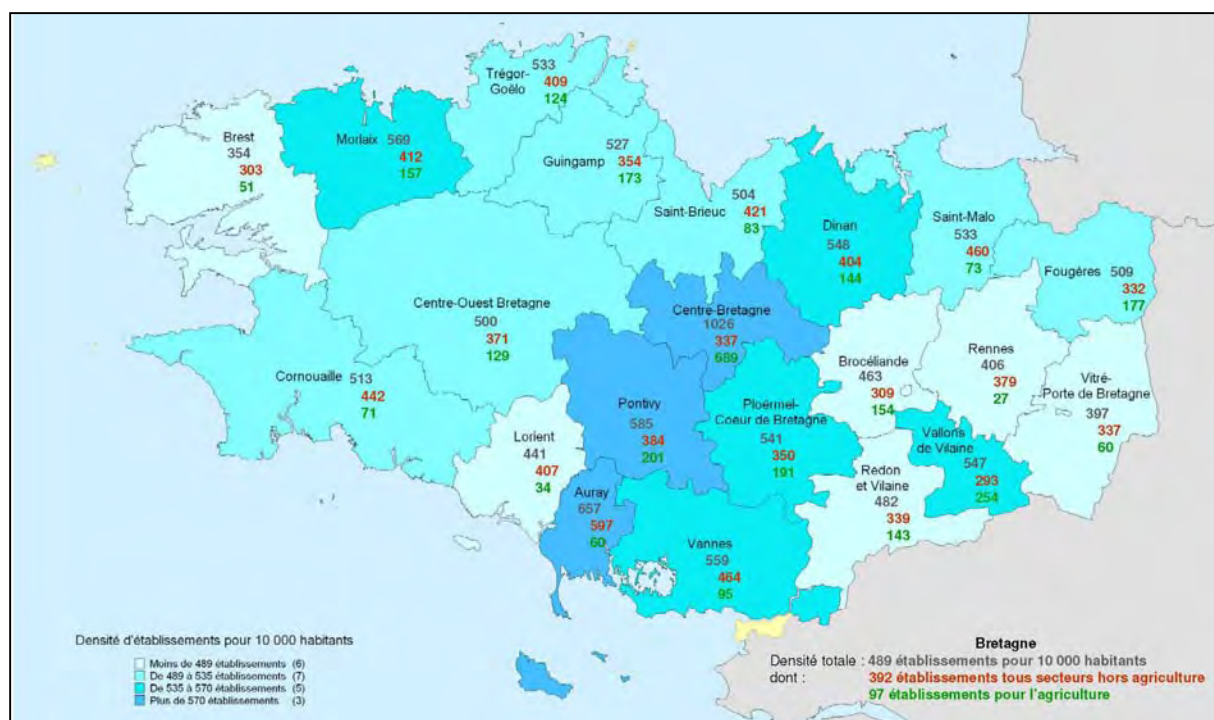 Trégor-
Goëlo
533
409
124
Brest
354
303
51
Morlaix 569
412
157
Guingamp
527
354
173
Saint-Brieuc
504
421
83
Dinan
548
404
144
Saint-Malo
533
460
73
Fougères 509
332
177
Centre-Ouest Bretagne
500
371
129
Centre-Bretagne
1026
337
689
Brocéliande
463
309
154
Rennes
406
379
27
Vitré-
Porte de Bretagne
397
337
60
Cornouaille 513
442
71
Pontivy
585
384
201
Ploërmel-
Coeur de Bretagne
541
350
191
Vallons
de Vilaine
547
293
254
Lorient
441
407
34
Redon
et Vilaine
482
339
143
Auray
657
597
60
Vannes
559
464
95
Densité d'établissements pour 10 000 habitants
Moins de 489 établissements (6)
De 489 à 535 établissements (7)
De 535 à 570 établissements (5)
Plus de 570 établissements (3)
Bretagne
Densité totale : 489 établissements pour 10 000 habitants
dont : 392 établissements tous secteurs hors agriculture
97 établissements pour l'agriculture